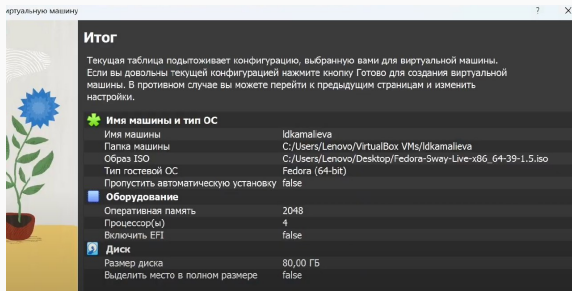 иртуальную машину ? X
Итог
Текущая таблица подытоживает конфигурацию, выбранную вами для виртуальной машины.
Если вы довольны текущей конфигурацией нажмите кнопку Готово для создания виртуальной
машины. В противном случае вы можете перейти к предыдущим страницам и изменить
настройки.
Имя машины и тип ОС
Имя машины ldkamalieva
Папка машины C:/Users/Lenovo/VirtualBox VMs/ldkamalieva
Образ ISO C:/Users/Lenovo/Desktop/Fedora-Sway-Live-x86_64-39-1.5.iso
Тип гостевой ОС Fedora (64-bit)
Пропустить автоматическую установку false
Оборудование
Оперативная память 2048
Процессор(ы) 4
Включить EFI false
Диск
Размер диска 80,00 ГБ
Выделить место в полном размере false